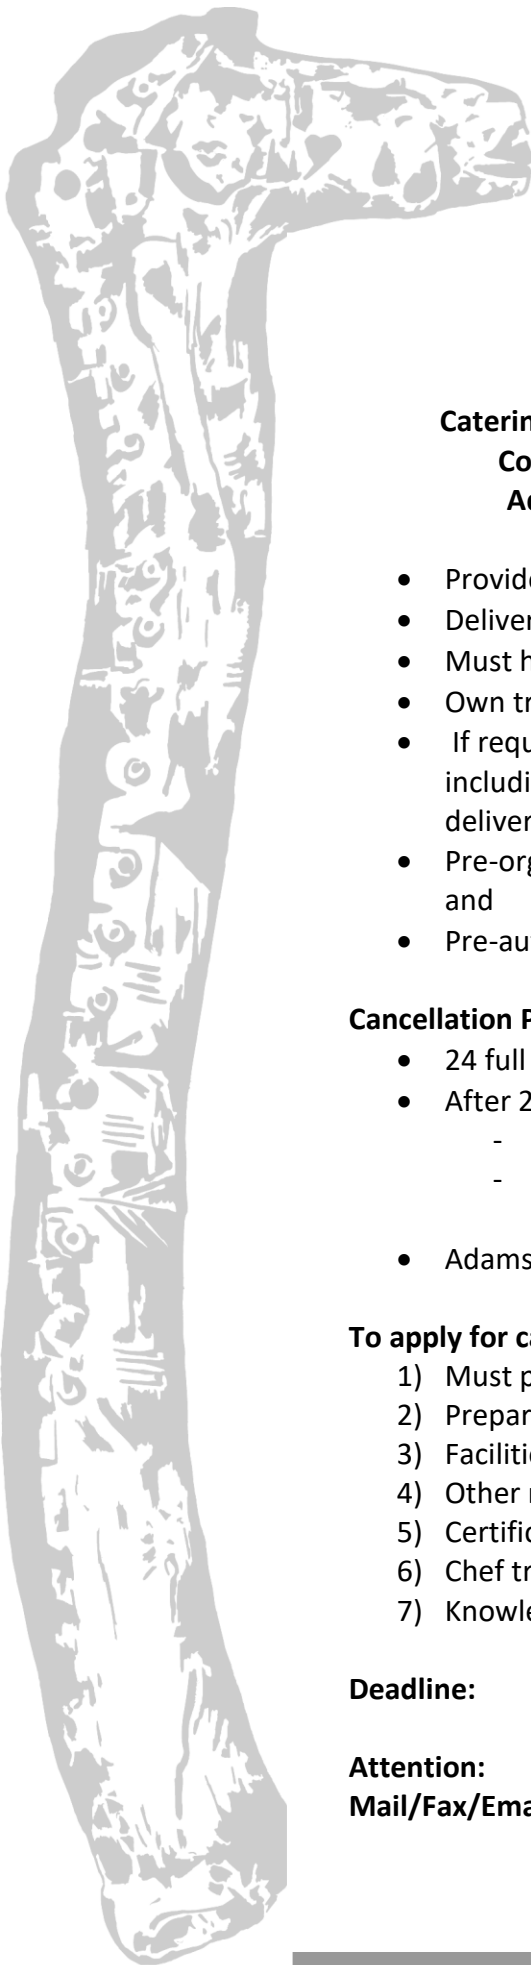 Caterin
Co
Ac
• Provide
• Deliver
• Must h
• Own tr
• If requ
includi
deliver
• Pre-org
and
• Pre-au
Cancellation P
• 24 full
• After 2
-
-
• Adams
To apply for ca
1) Must p
2) Prepar
3) Faciliti
4) Other r
5) Certific
6) Chef tr
7) Knowle
Deadline:
Attention:
Mail/Fax/Ema